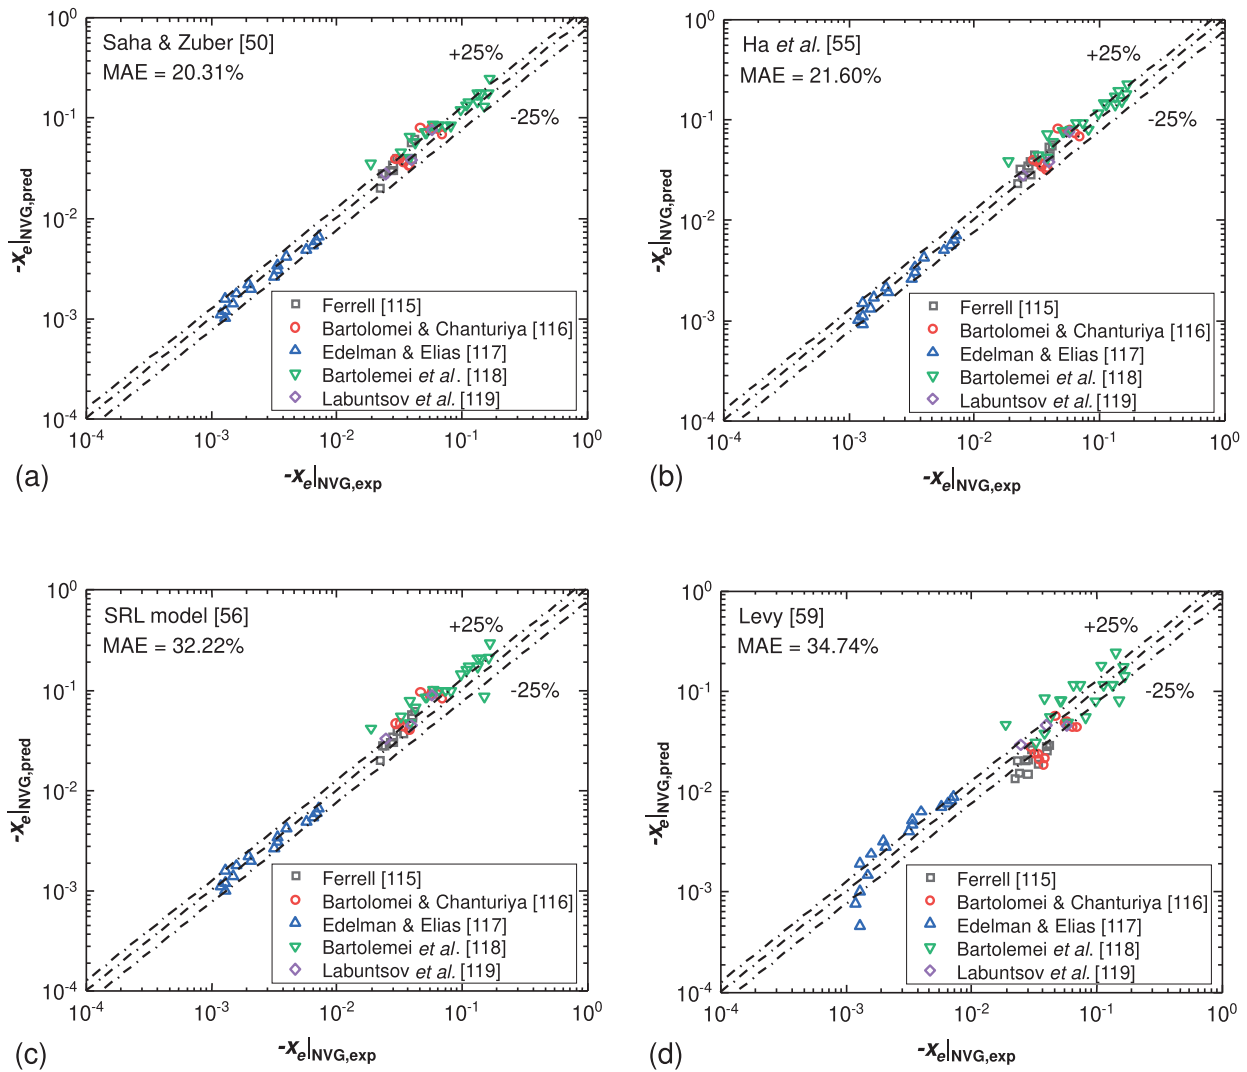 Saha & Zuber [50]
MAE = 20.31%
+25%
-25%
10⁰
10⁻¹
10⁻²
10⁻³
10⁻⁴
-xₑ|NVG,pred
Ferrell [115]
Bartolomei & Chanturiya [116]
Edelman & Elias [117]
Bartolemei et al. [118]
Labuntsov et al. [119]
10⁻⁴ 10⁻³ 10⁻² 10⁻¹ 10⁰
-xₑ|NVG,exp
(a)
Ha et al. [55]
MAE = 21.60%
+25%
-25%
10⁰
10⁻¹
10⁻²
10⁻³
10⁻⁴
-xₑ|NVG,pred
Ferrell [115]
Bartolomei & Chanturiya [116]
Edelman & Elias [117]
Bartolemei et al. [118]
Labuntsov et al. [119]
10⁻⁴ 10⁻³ 10⁻² 10⁻¹ 10⁰
-xₑ|NVG,exp
(b)
SRL model [56]
MAE = 32.22%
+25%
-25%
10⁰
10⁻¹
10⁻²
10⁻³
10⁻⁴
-xₑ|NVG,pred
Ferrell [115]
Bartolomei & Chanturiya [116]
Edelman & Elias [117]
Bartolemei et al. [118]
Labuntsov et al. [119]
10⁻⁴ 10⁻³ 10⁻² 10⁻¹ 10⁰
-xₑ|NVG,exp
(c)
Levy [59]
MAE = 34.74%
+25%
-25%
10⁰
10⁻¹
10⁻²
10⁻³
10⁻⁴
-xₑ|NVG,pred
Ferrell [115]
Bartolomei & Chanturiya [116]
Edelman & Elias [117]
Bartolemei et al. [118]
Labuntsov et al. [119]
10⁻⁴ 10⁻³ 10⁻² 10⁻¹ 10⁰
-xₑ|NVG,exp
(d)